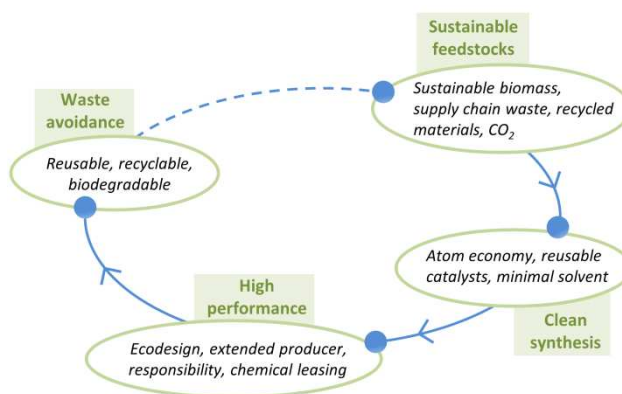 Sustainable
feedstocks
Sustainable biomass,
supply chain waste, recycled
materials, CO₂
Waste
avoidance
Reusable, recyclable,
biodegradable
Atom economy, reusable
catalysts, minimal solvent
Clean
synthesis
High
performance
Ecodesign, extended producer,
responsibility, chemical leasing